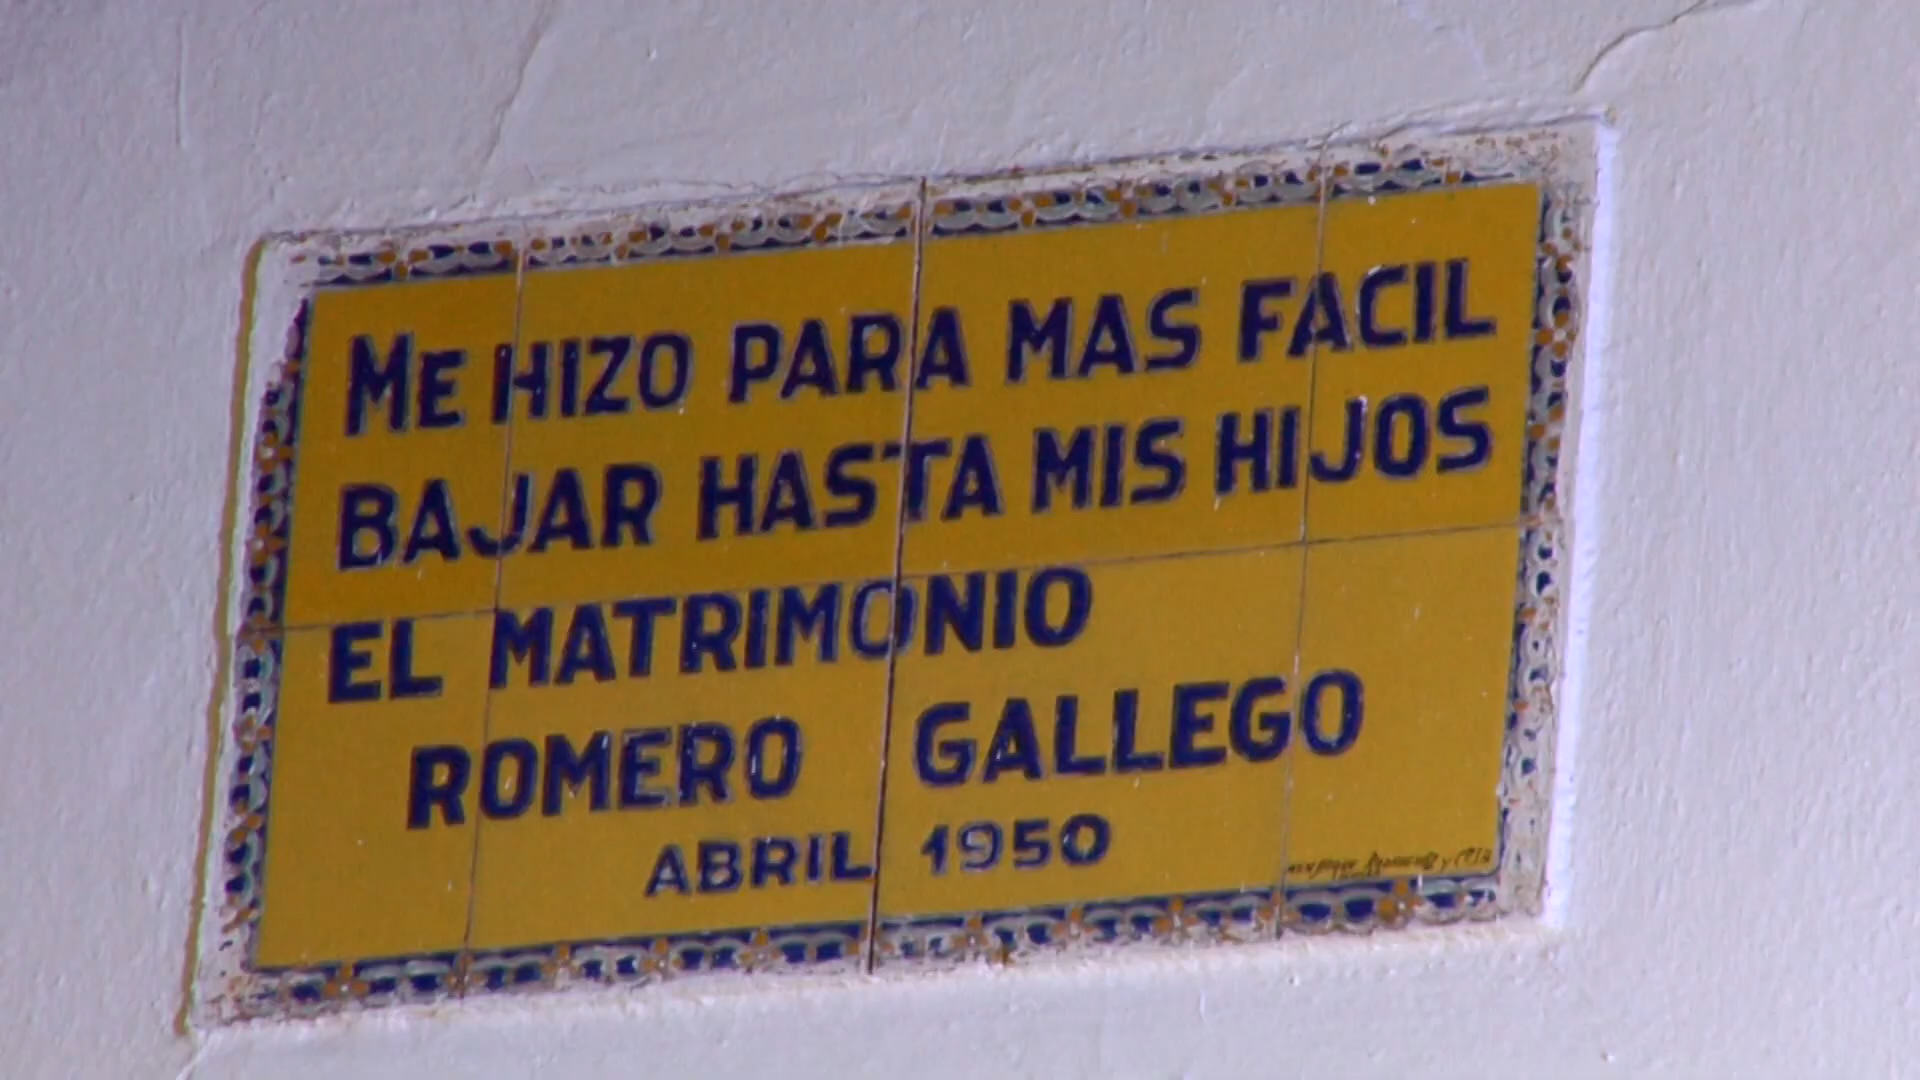 ME HIZO PARA MAS FACIL
BAJAR HASTA MIS HIJOS
EL MATRIMONIO
ROMERO GALLEGO
ABRIL 1950